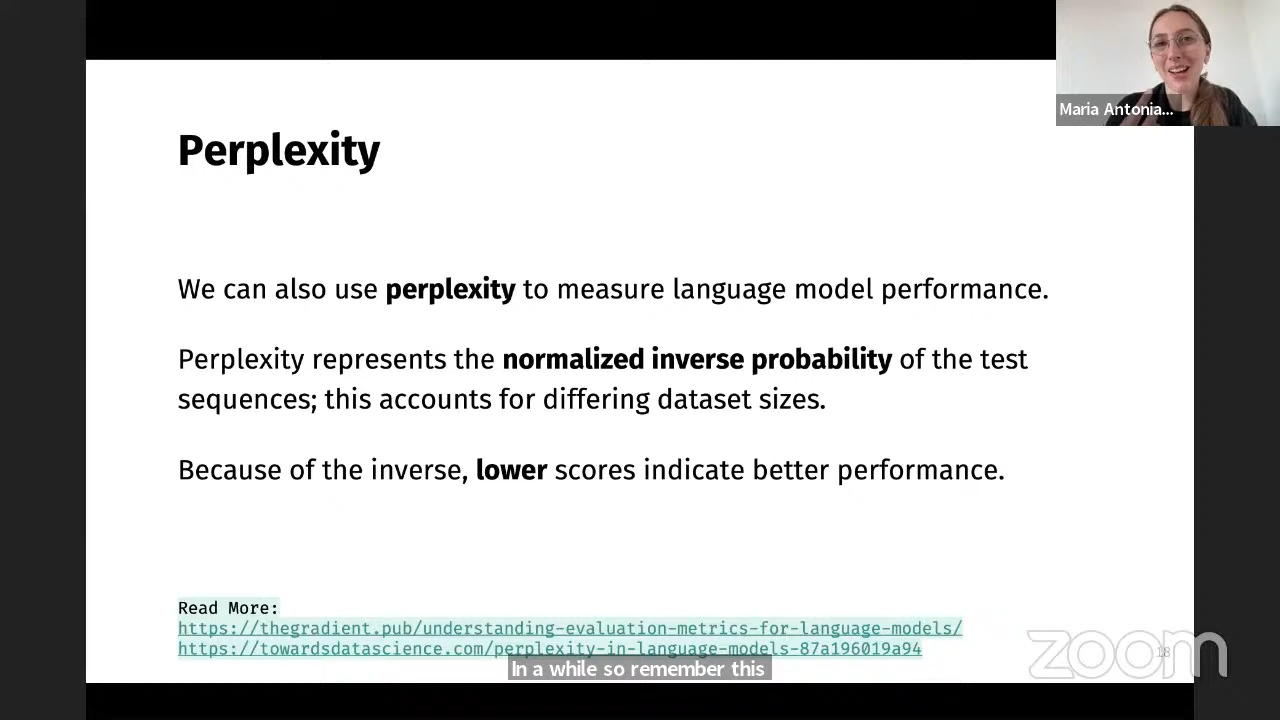 Maria Antonia...
Perplexity
We can also use perplexity to measure language model performance.
Perplexity represents the normalized inverse probability of the test
sequences; this accounts for differing dataset sizes.
Because of the inverse, lower scores indicate better performance.
Read More:
https://thegradient.pub/understanding-evaluation-metrics-for-language-models/
https://towardsdatascience.com/perplexity-in-language-models-87a196019a94
In a while so remember this
zoom
18